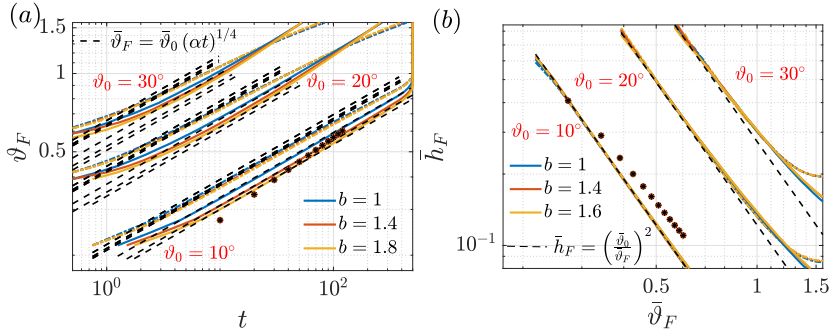 (a)
1.5
1
0.5
ϑ_F
10^0
10^1
10^2
t
ϑ̄_F = ϑ̄_0 (αt)^{1/4}
ϑ_0 = 30°
ϑ_0 = 20°
ϑ_0 = 10°
b = 1
b = 1.4
b = 1.8
(b)
h̄_F
10^{-1}
0.5
1
1.5
ϑ̄_F
ϑ_0 = 30°
ϑ_0 = 20°
ϑ_0 = 10°
b = 1
b = 1.4
b = 1.6
h̄_F = (ϑ̄_0/ϑ̄_F)^2